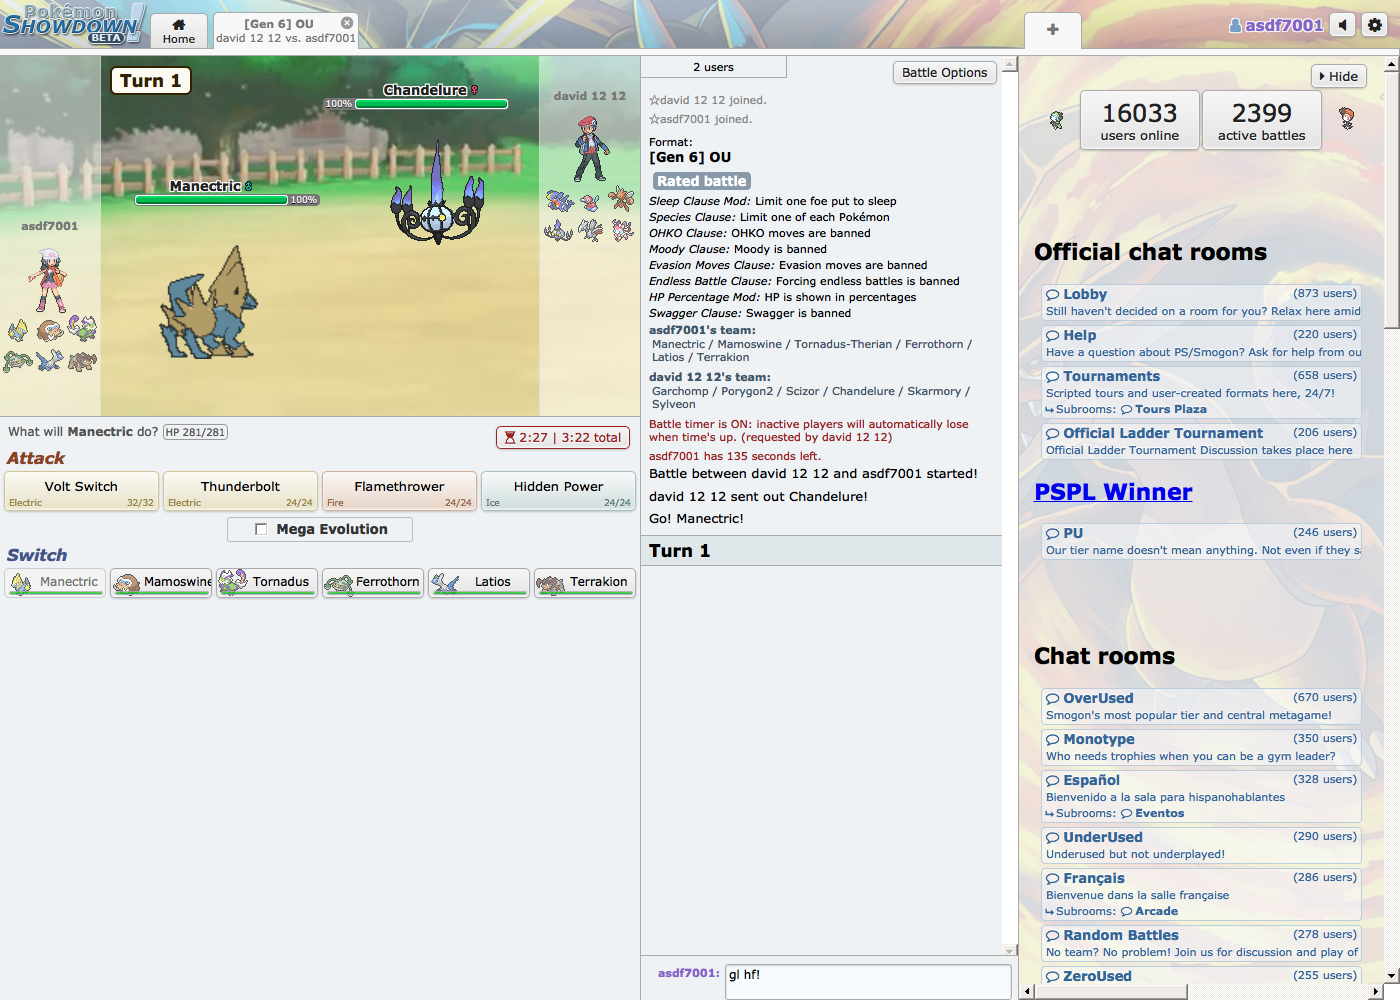 Pokémon
SHOWDOWN!
BETA
Home
[Gen 6] OU
david 12 12 vs. asdf7001
+
asdf7001
Turn 1
Chandelure
100%
Manectric
100%
asdf7001
david 12 12
What will Manectric do? HP 281/281
2:27 | 3:22 total
Attack
Volt Switch
Electric 32/32
Thunderbolt
Electric 24/24
Flamethrower
Fire 24/24
Hidden Power
Ice 24/24
Mega Evolution
Switch
Manectric
Mamoswine
Tornadus
Ferrothorn
Latios
Terrakion
2 users
Battle Options
☆david 12 12 joined.
☆asdf7001 joined.
Format:
[Gen 6] OU
Rated battle
Sleep Clause Mod: Limit one foe put to sleep
Species Clause: Limit one of each Pokémon
OHKO Clause: OHKO moves are banned
Moody Clause: Moody is banned
Evasion Moves Clause: Evasion moves are banned
Endless Battle Clause: Forcing endless battles is banned
HP Percentage Mod: HP is shown in percentages
Swagger Clause: Swagger is banned
asdf7001's team:
Manectric / Mamoswine / Tornadus-Therian / Ferrothorn /
Latios / Terrakion
david 12 12's team:
Garchomp / Porygon2 / Scizor / Chandelure / Skarmory /
Sylveon
Battle timer is ON: inactive players will automatically lose
when time's up. (requested by david 12 12)
asdf7001 has 135 seconds left.
Battle between david 12 12 and asdf7001 started!
david 12 12 sent out Chandelure!
Go! Manectric!
Turn 1
asdf7001: gl hf!
Hide
16033
users online
2399
active battles
Official chat rooms
Lobby (873 users)
Still haven't decided on a room for you? Relax here amid
Help (220 users)
Have a question about PS/Smogon? Ask for help from ou
Tournaments (658 users)
Scripted tours and user-created formats here, 24/7!
Subrooms: Tours Plaza
Official Ladder Tournament (206 users)
Official Ladder Tournament Discussion takes place here
PSPL Winner
PU (246 users)
Our tier name doesn't mean anything. Not even if they sa
Chat rooms
OverUsed (670 users)
Smogon's most popular tier and central metagame!
Monotype (350 users)
Who needs trophies when you can be a gym leader?
Español (328 users)
Bienvenido a la sala para hispanohablantes
Subrooms: Eventos
UnderUsed (290 users)
Underused but not underplayed!
Français (286 users)
Bienvenue dans la salle française
Subrooms: Arcade
Random Battles (278 users)
No team? No problem! Join us for discussion and play of
ZeroUsed (255 users)